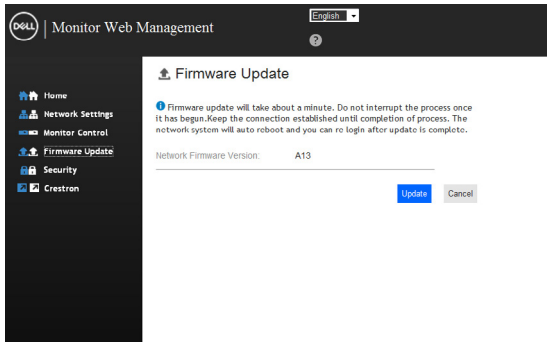 DELL | Monitor Web Management
English
?
Firmware Update
Home
Network Settings
Monitor Control
Firmware Update
Security
Crestron
Firmware update will take about a minute. Do not interrupt the process once
it has begun.Keep the connection established until completion of process. The
network system will auto reboot and you can re login after update is complete.
Network Firmware Version: A13
Update Cancel